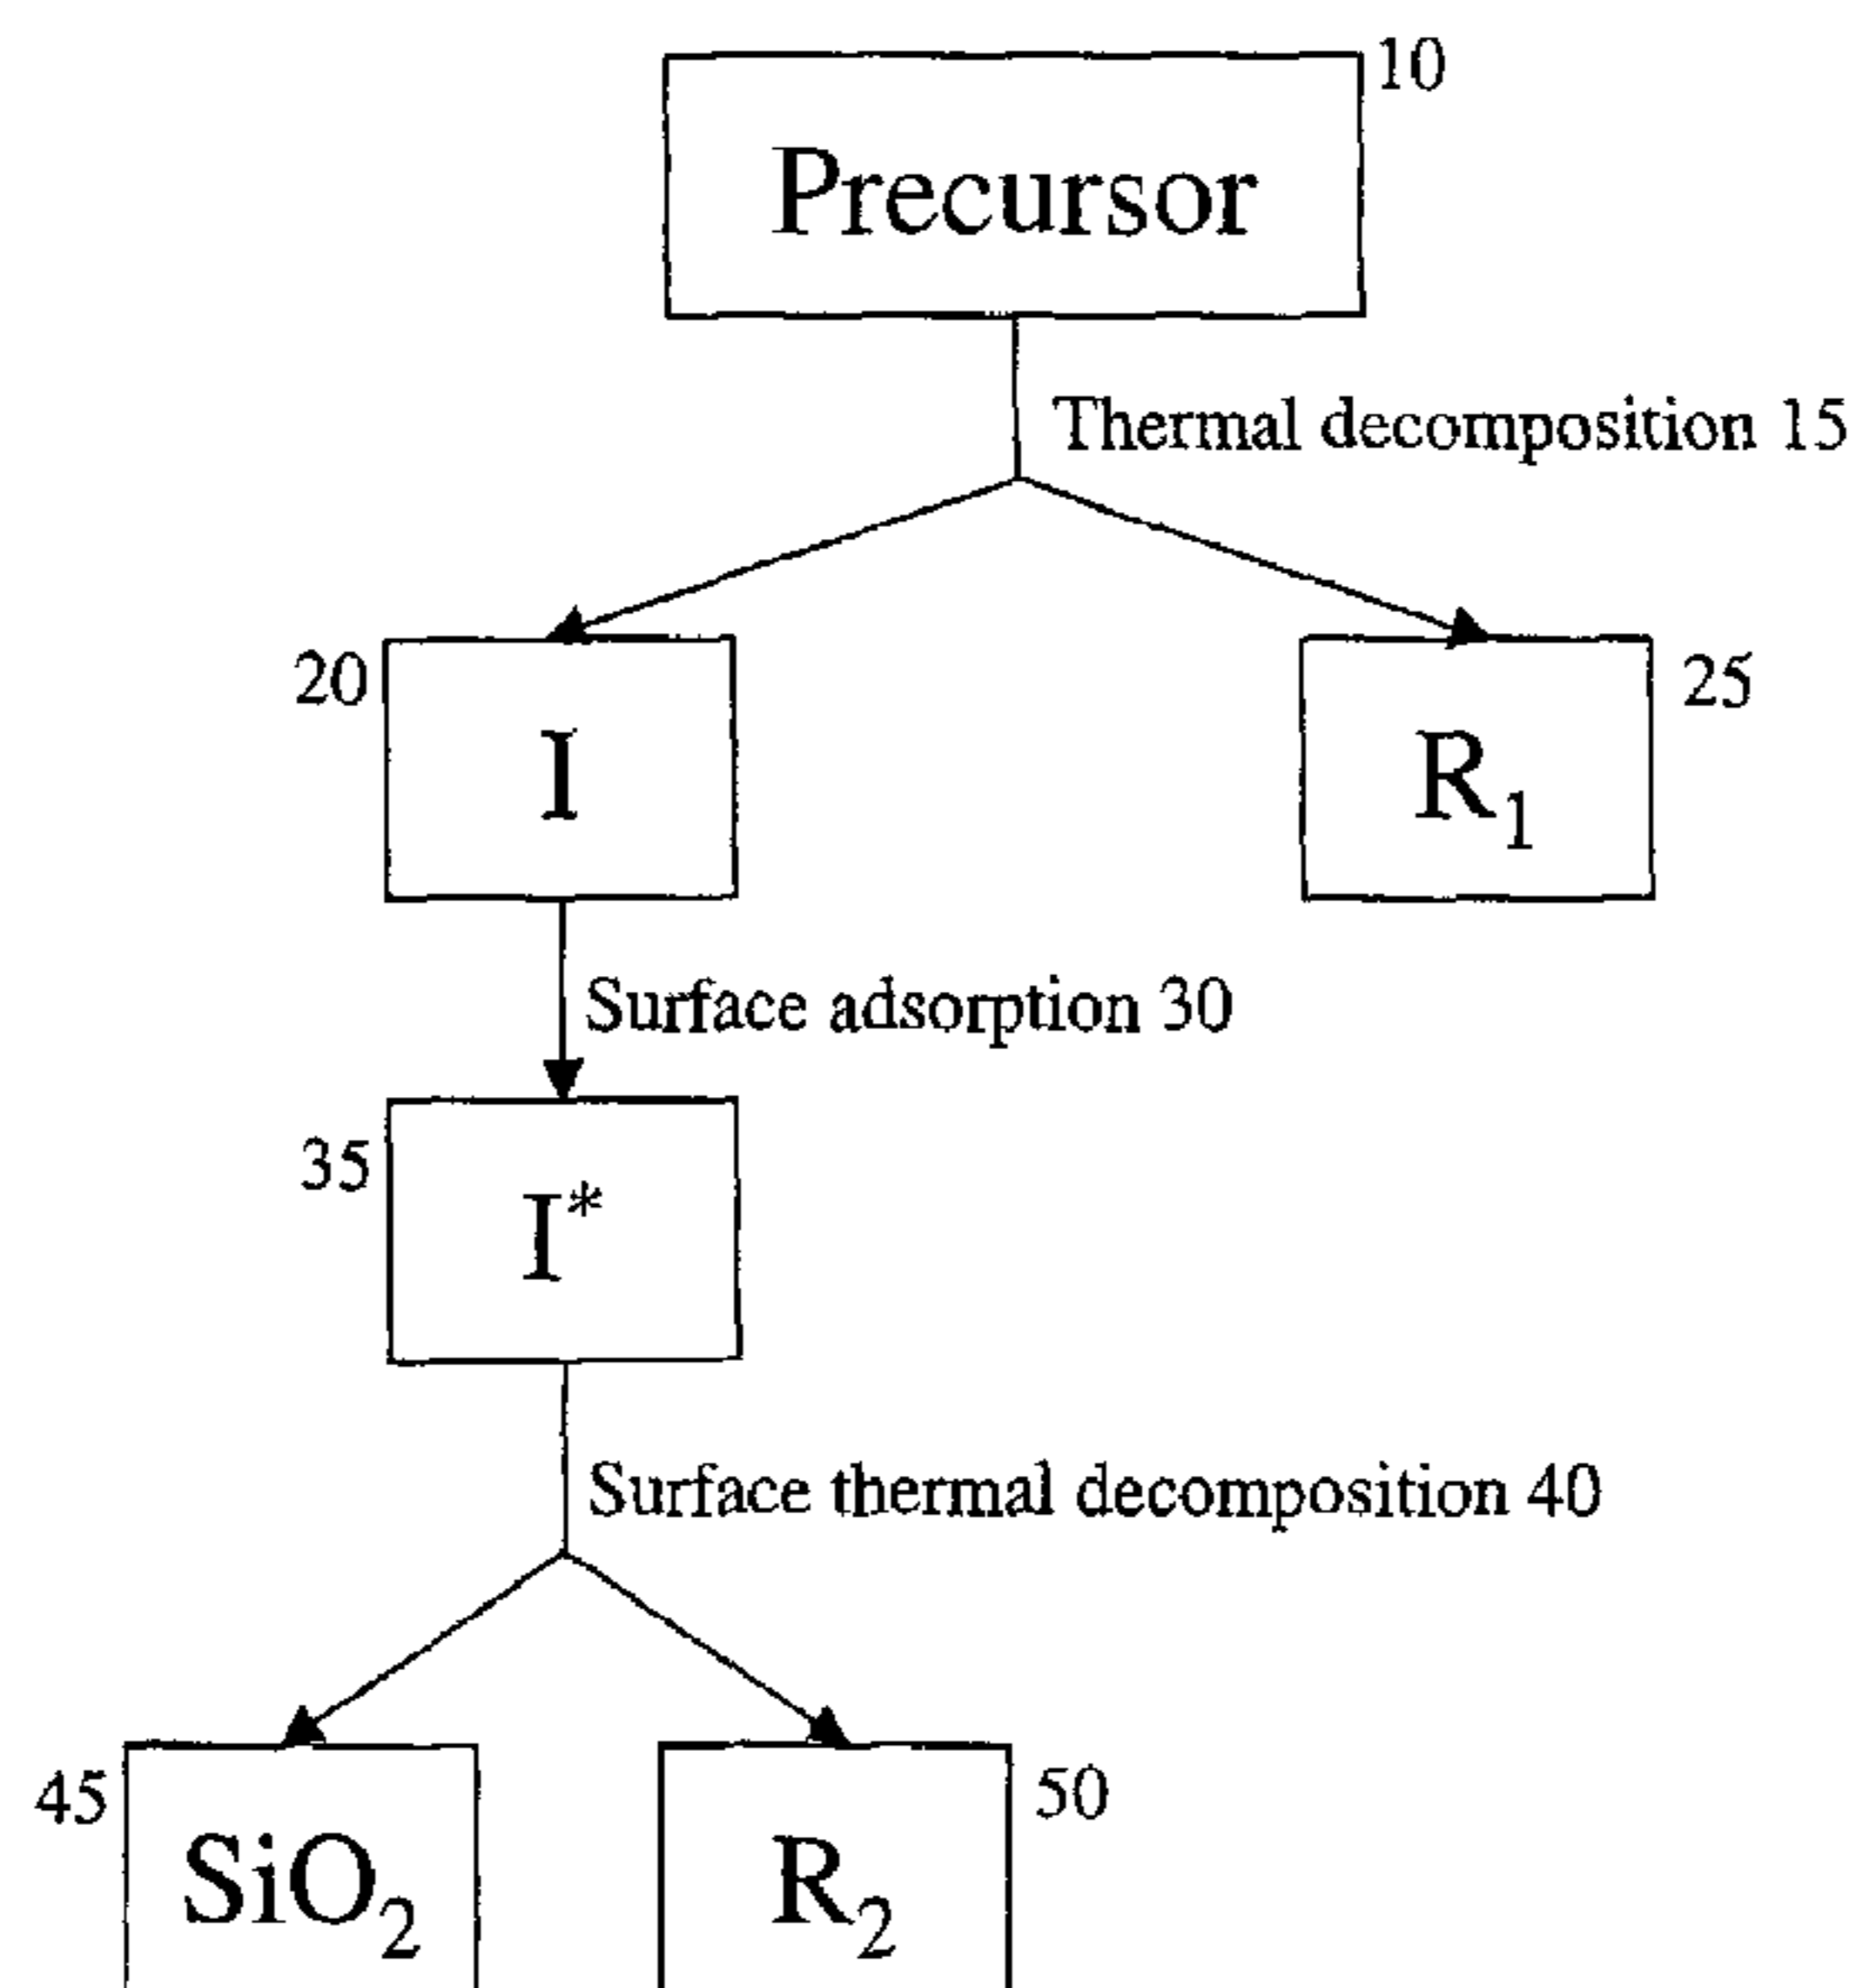 10
Precursor
Thermal decomposition 15
20
I
R₁
25
Surface adsorption 30
35
I*
Surface thermal decomposition 40
45
SiO₂
R₂
50